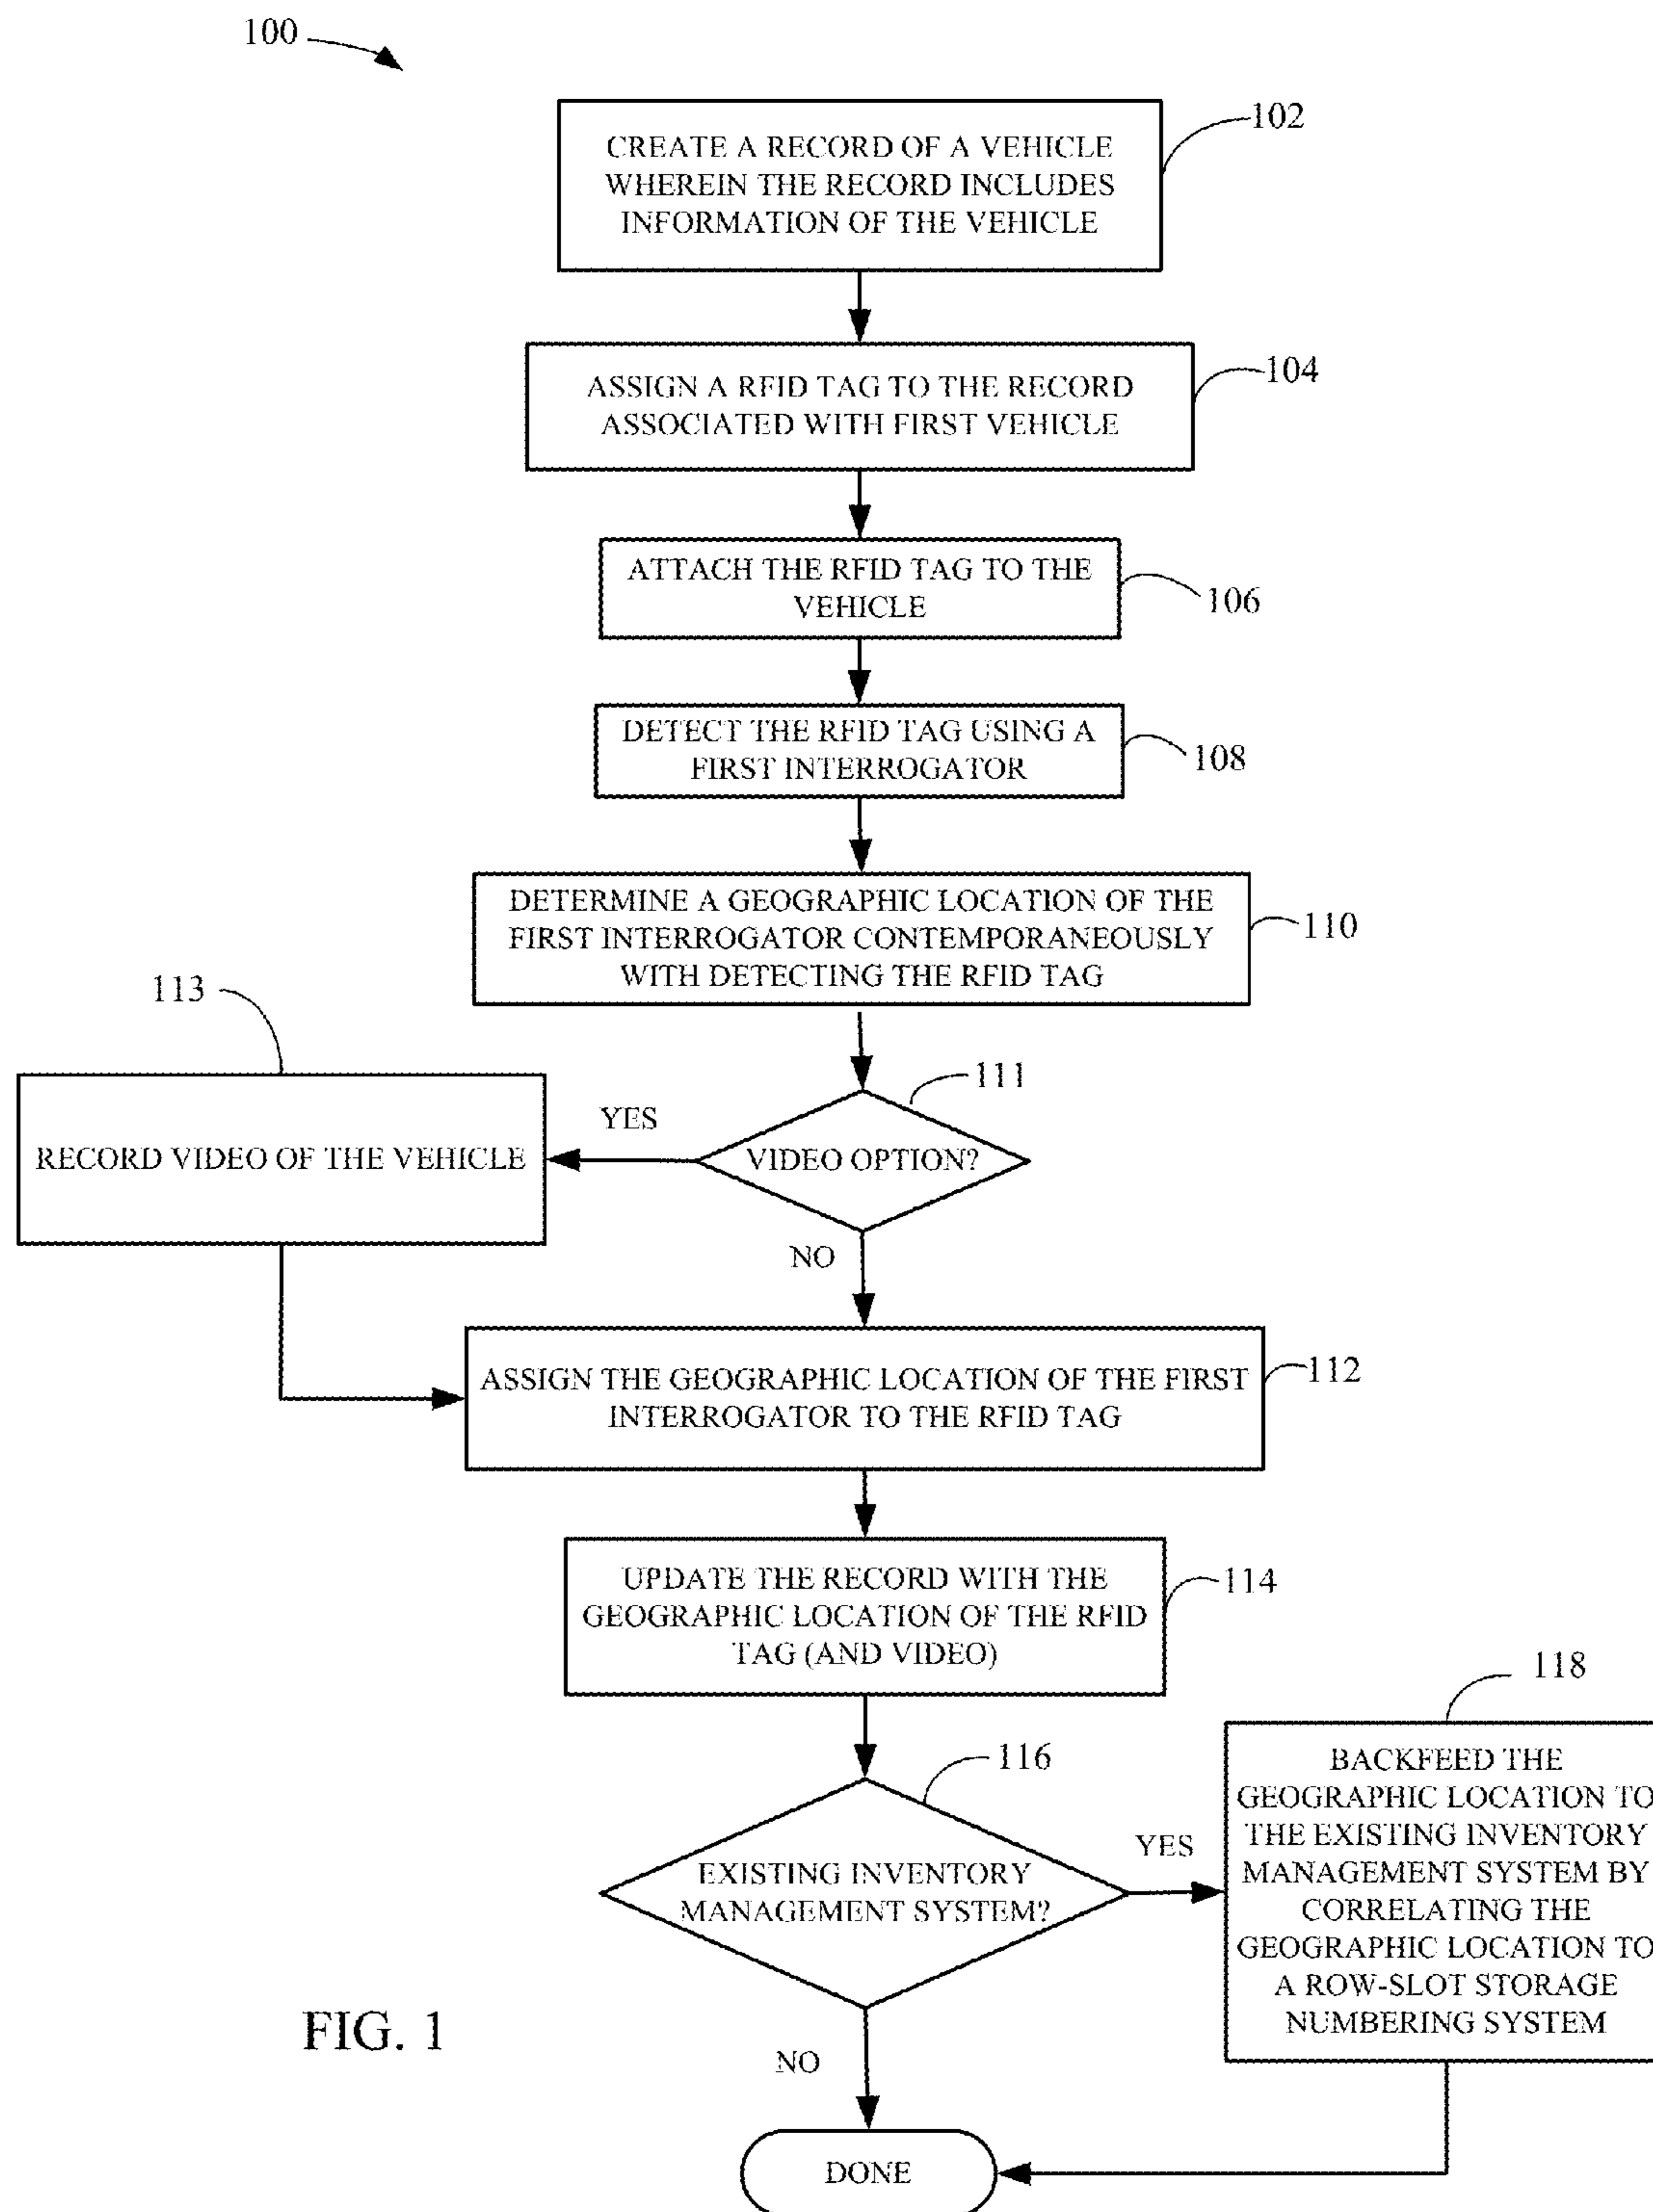 100
CREATE A RECORD OF A VEHICLE
WHEREIN THE RECORD INCLUDES
INFORMATION OF THE VEHICLE
102
ASSIGN A RFID TAG TO THE RECORD
ASSOCIATED WITH FIRST VEHICLE
104
ATTACH THE RFID TAG TO THE
VEHICLE
106
DETECT THE RFID TAG USING A
FIRST INTERROGATOR
108
DETERMINE A GEOGRAPHIC LOCATION OF THE
FIRST INTERROGATOR CONTEMPORANEOUSLY
WITH DETECTING THE RFID TAG
110
VIDEO OPTION?
111
YES
RECORD VIDEO OF THE VEHICLE
113
NO
ASSIGN THE GEOGRAPHIC LOCATION OF THE FIRST
INTERROGATOR TO THE RFID TAG
112
UPDATE THE RECORD WITH THE
GEOGRAPHIC LOCATION OF THE RFID
TAG (AND VIDEO)
114
EXISTING INVENTORY
MANAGEMENT SYSTEM?
116
YES
BACKFEED THE
GEOGRAPHIC LOCATION TO
THE EXISTING INVENTORY
MANAGEMENT SYSTEM BY
CORRELATING THE
GEOGRAPHIC LOCATION TO
A ROW-SLOT STORAGE
NUMBERING SYSTEM
118
NO
DONE
FIG. 1